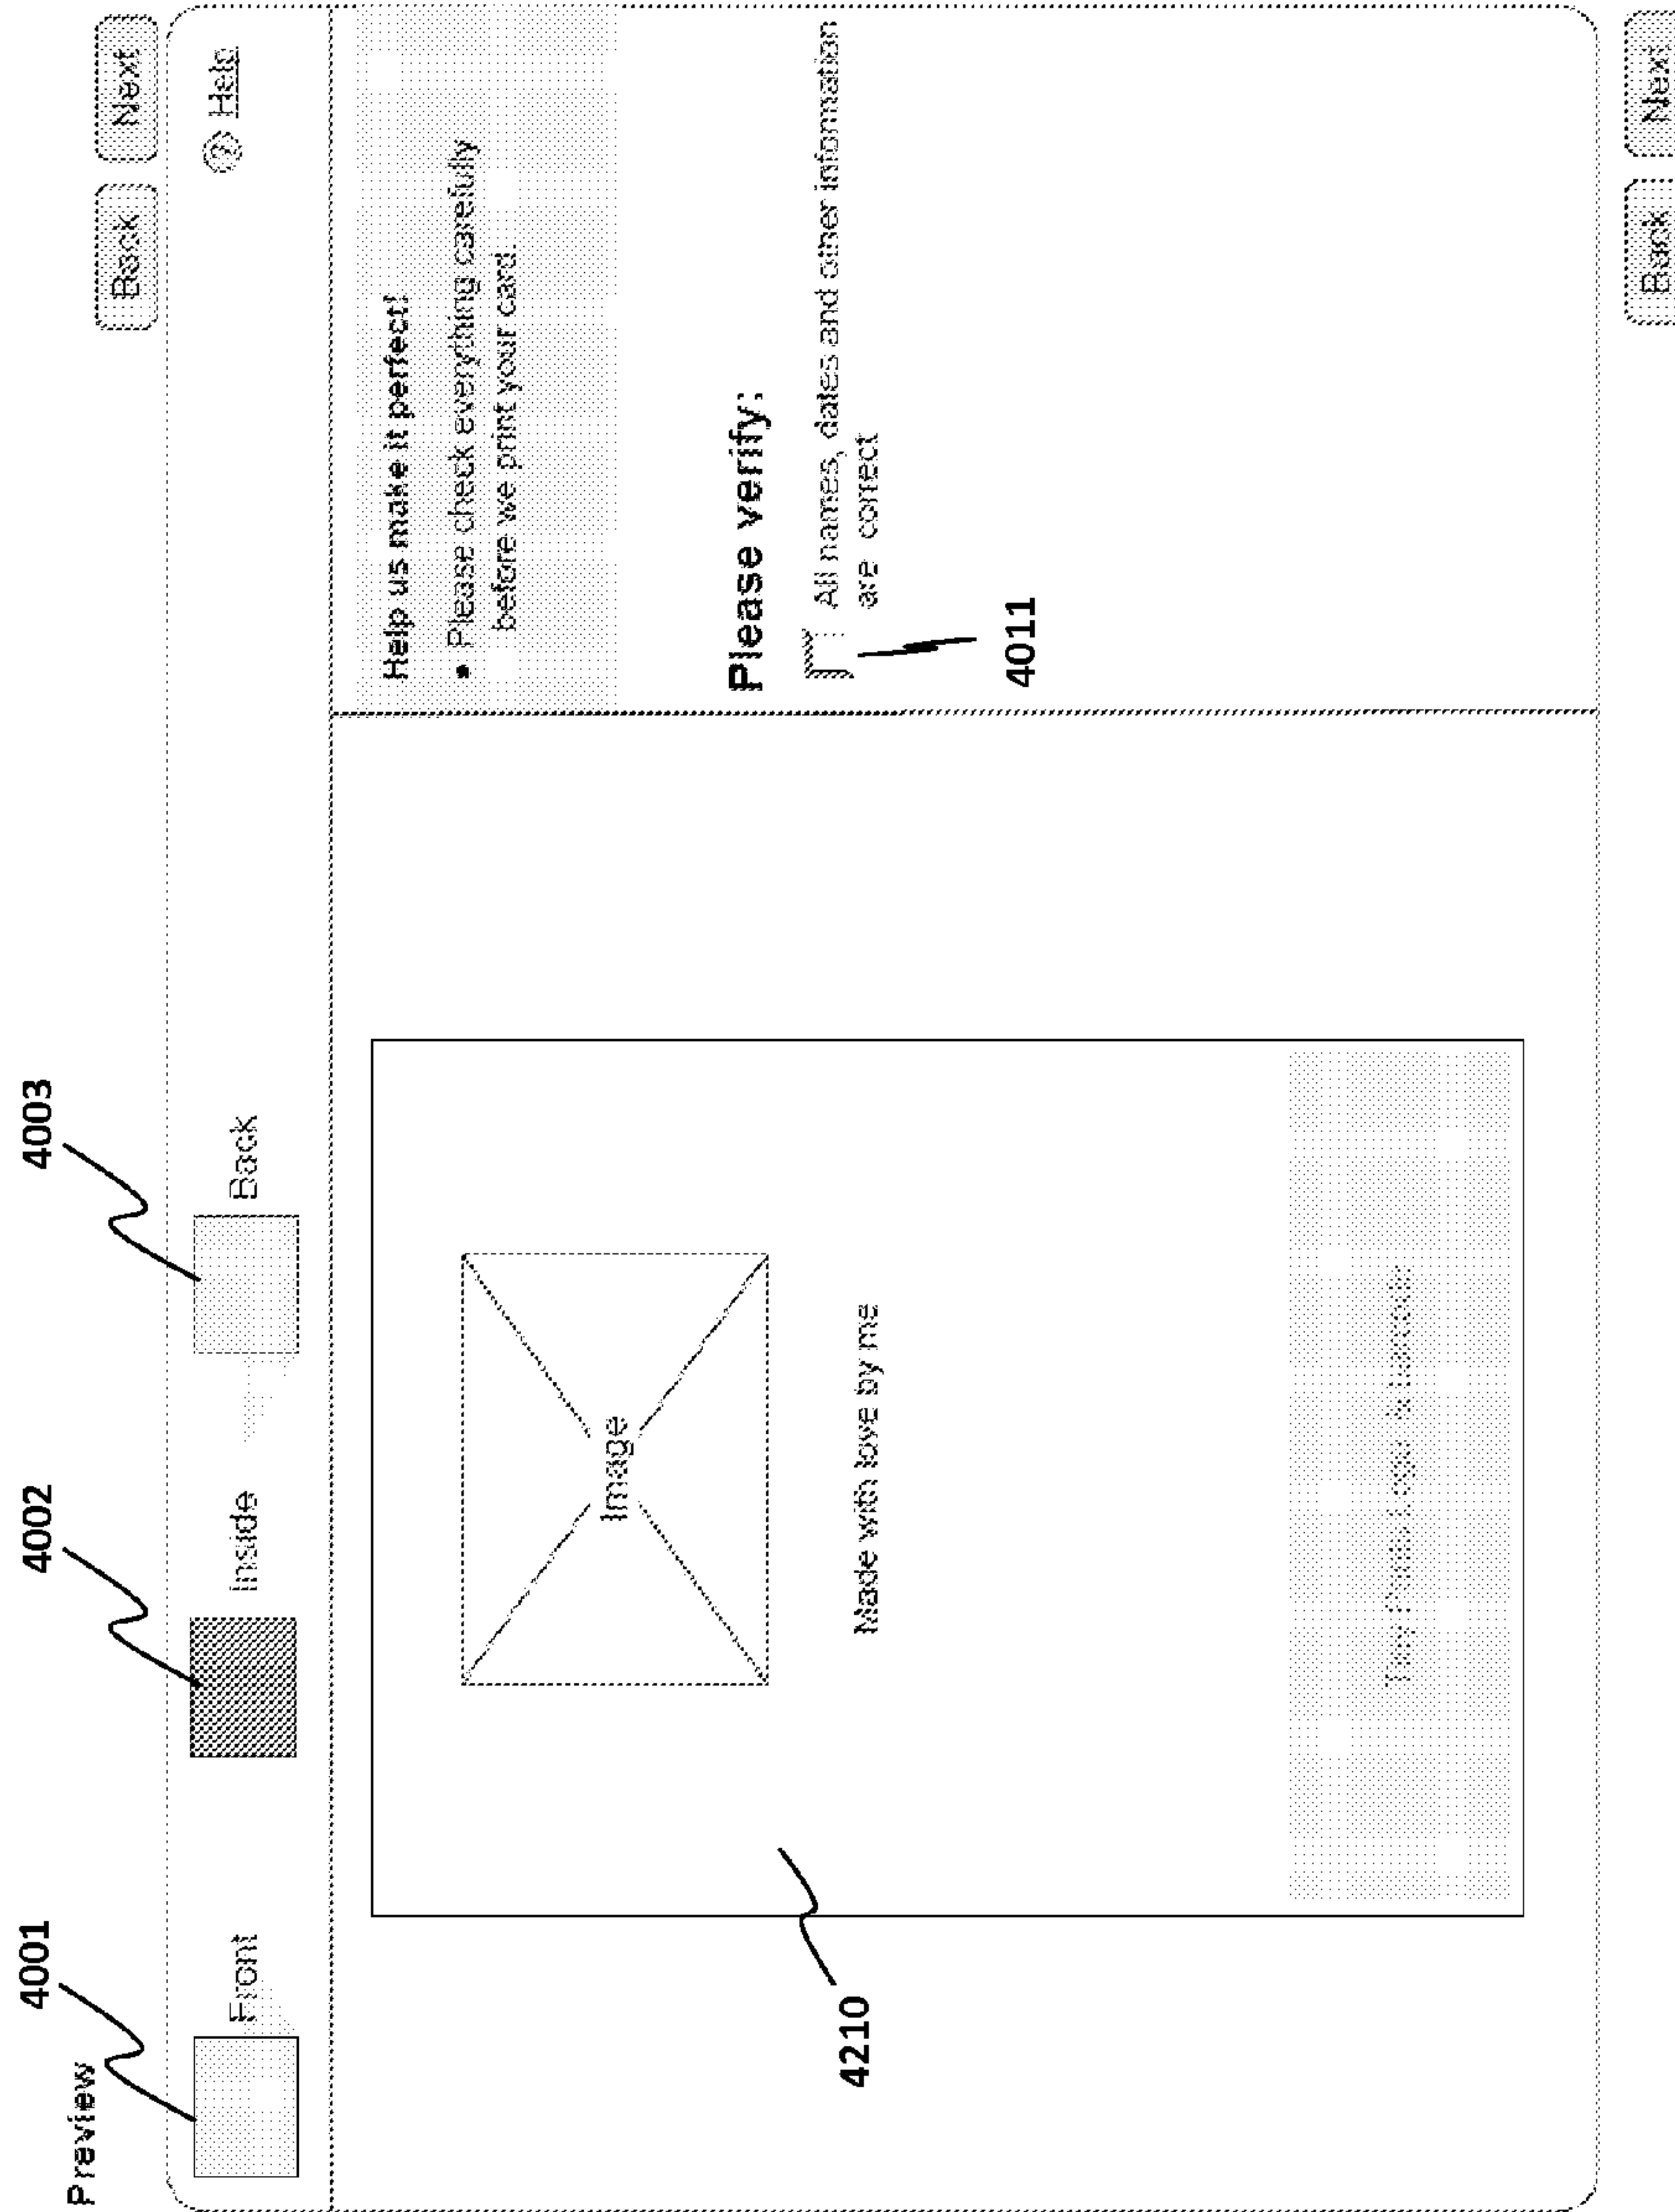 4001
4002
4003
Preview
Back
Next
Front
Inside
Back
? Help
Help us make it perfect!
• Please check everything carefully
before we print your card.
Image
Please verify:
All names, dates and other information
are correct
4011
4210
Made with love by me
Back
Next